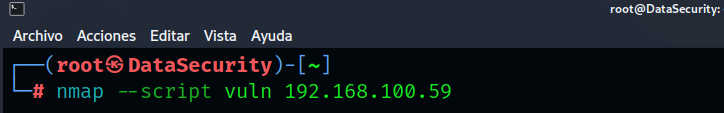 root@DataSecurity:
Archivo Acciones Editar Vista Ayuda
┌──(root㉿DataSecurity)-[~]
└─# nmap --script vuln 192.168.100.59